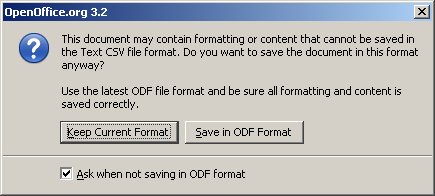 OpenOffice.org 3.2
This document may contain formatting or content that cannot be saved in
the Text CSV file format. Do you want to save the document in this format
anyway?
Use the latest ODF file format and be sure all formatting and content is
saved correctly.
Keep Current Format
Save in ODF Format
Ask when not saving in ODF format